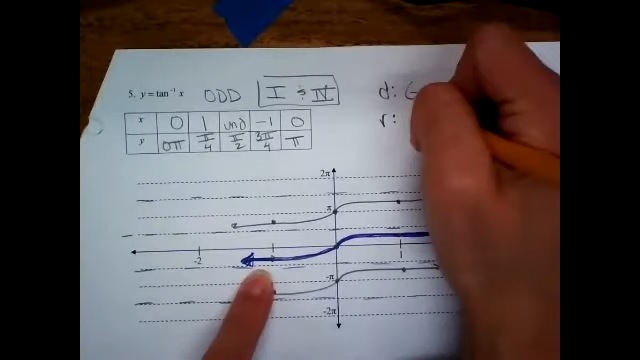 5. y = tan⁻¹ x ODD I & IV d:
r:
x 0 1 und -1 0
y 0π π/4 π/2 3π/4 π
2π
π
-2 1
-π
-2π